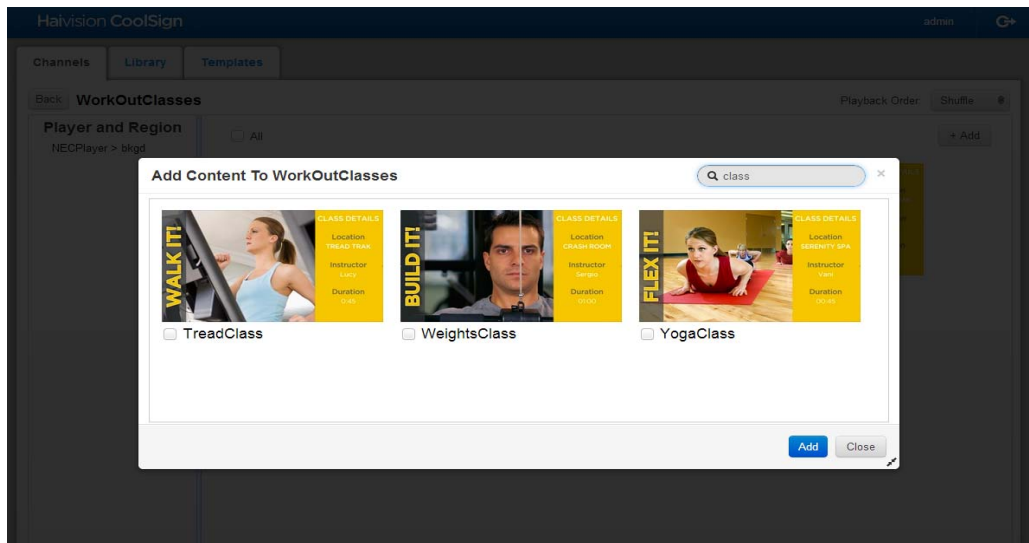 Haivision CoolSign
admin
Channels
Library
Templates
Back
WorkOutClasses
Playback Order:
Shuffle
Player and Region
NECPlayer > bkgd
All
+ Add
Add Content To WorkOutClasses
class
×
WALK IT!
CLASS DETAILS
Location
TREAD TRAK
Instructor
Lucy
Duration
0:45
TreadClass
BUILD IT!
CLASS DETAILS
Location
CRASH ROOM
Instructor
Sergio
Duration
01:00
WeightsClass
FLEX IT!
CLASS DETAILS
Location
SERENITY SPA
Instructor
Vani
Duration
00:45
YogaClass
Add
Close